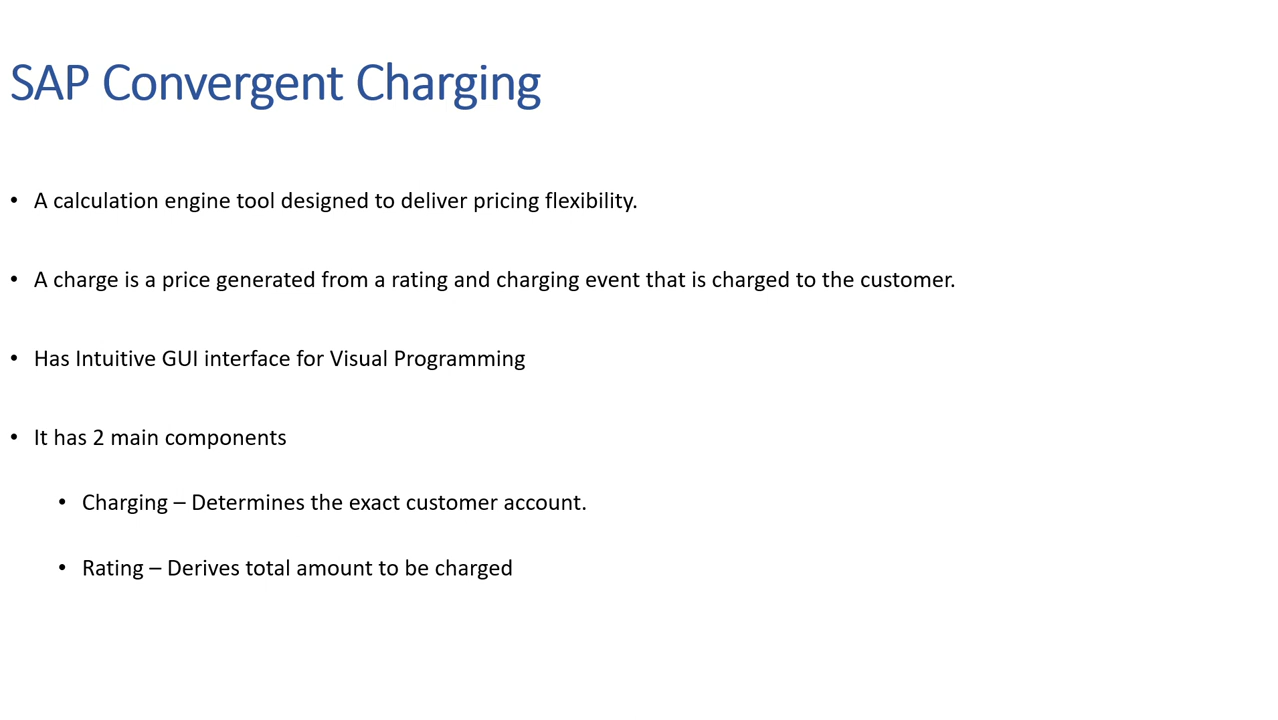 SAP Convergent Charging
• A calculation engine tool designed to deliver pricing flexibility.
• A charge is a price generated from a rating and charging event that is charged to the customer.
• Has Intuitive GUI interface for Visual Programming
• It has 2 main components
• Charging – Determines the exact customer account.
• Rating – Derives total amount to be charged